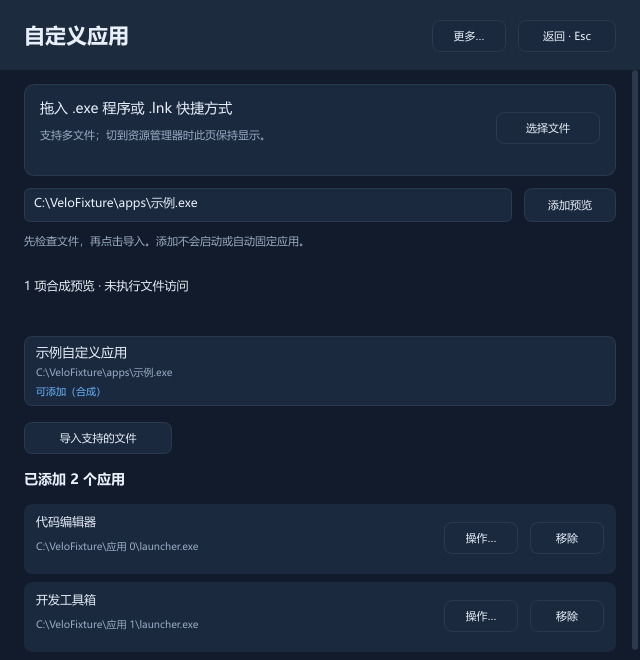 自定义应用
更多…
返回 · Esc
拖入 .exe 程序或 .lnk 快捷方式
支持多文件；切到资源管理器时此页保持显示。
选择文件
C:\VeloFixture\apps\示例.exe
添加预览
先检查文件，再点击导入。添加不会启动或自动固定应用。
1 项合成预览 · 未执行文件访问
示例自定义应用
C:\VeloFixture\apps\示例.exe
可添加（合成）
导入支持的文件
已添加 2 个应用
代码编辑器
C:\VeloFixture\应用 0\launcher.exe
操作…
移除
开发工具箱
C:\VeloFixture\应用 1\launcher.exe
操作…
移除